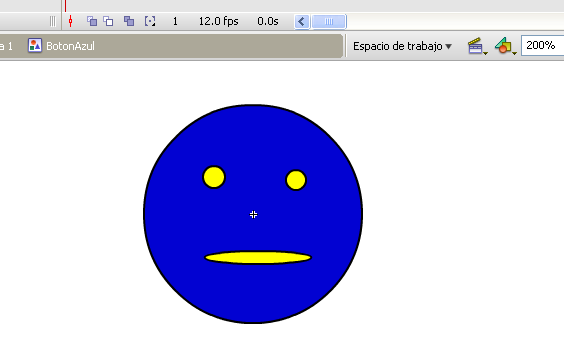 1 12.0 fps 0.0s
a 1 BotonAzul Espacio de trabajo 200%